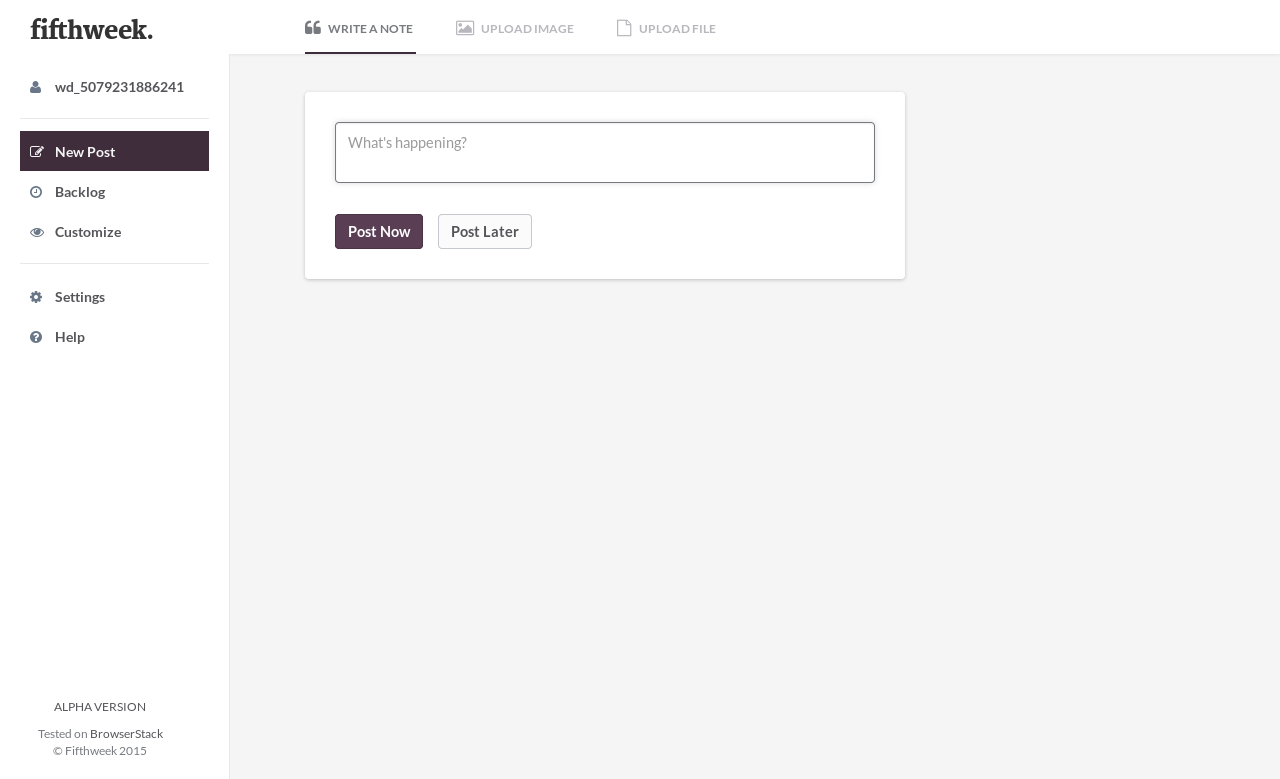 fifthweek.
wd_5079231886241
New Post
Backlog
Customize
Settings
Help
ALPHA VERSION
Tested on BrowserStack
© Fifthweek 2015
WRITE A NOTE
UPLOAD IMAGE
UPLOAD FILE
What's happening?
Post Now
Post Later